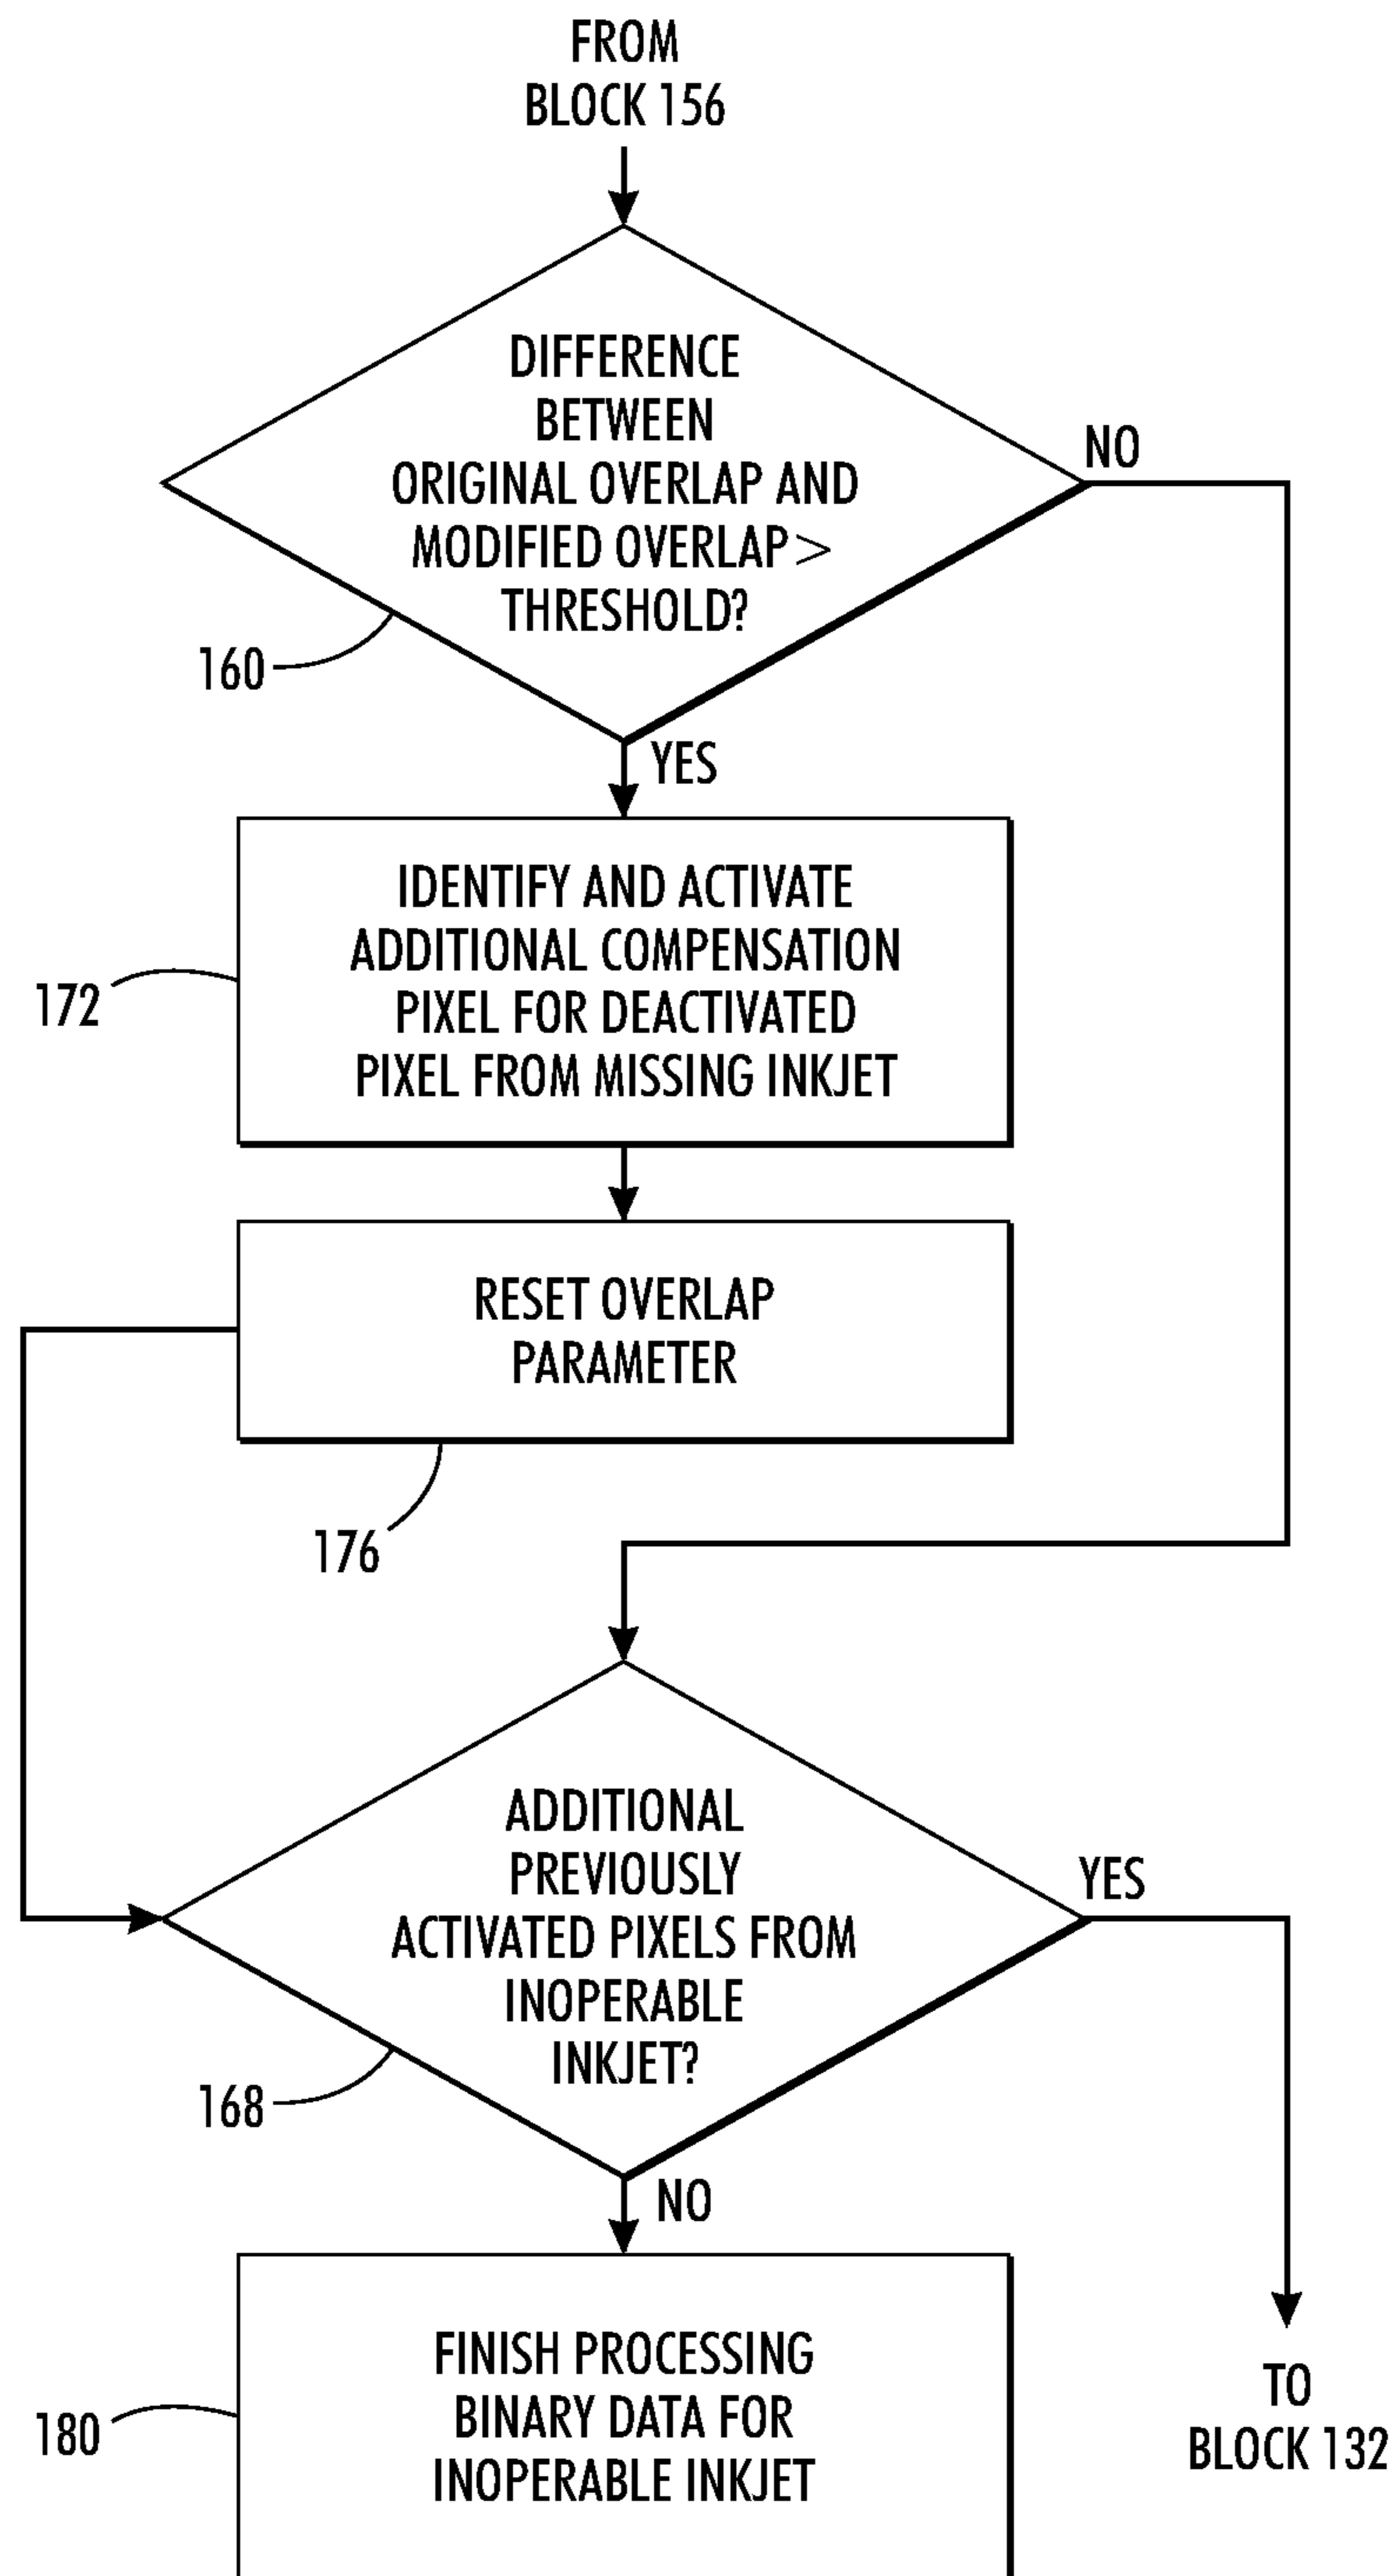 FROM
BLOCK 156
DIFFERENCE
BETWEEN
ORIGINAL OVERLAP AND
MODIFIED OVERLAP >
THRESHOLD?
NO
160
YES
IDENTIFY AND ACTIVATE
ADDITIONAL COMPENSATION
PIXEL FOR DEACTIVATED
PIXEL FROM MISSING INKJET
172
RESET OVERLAP
PARAMETER
176
ADDITIONAL
PREVIOUSLY
ACTIVATED PIXELS FROM
INOPERABLE
INKJET?
YES
168
NO
FINISH PROCESSING
BINARY DATA FOR
INOPERABLE INKJET
180
TO
BLOCK 132